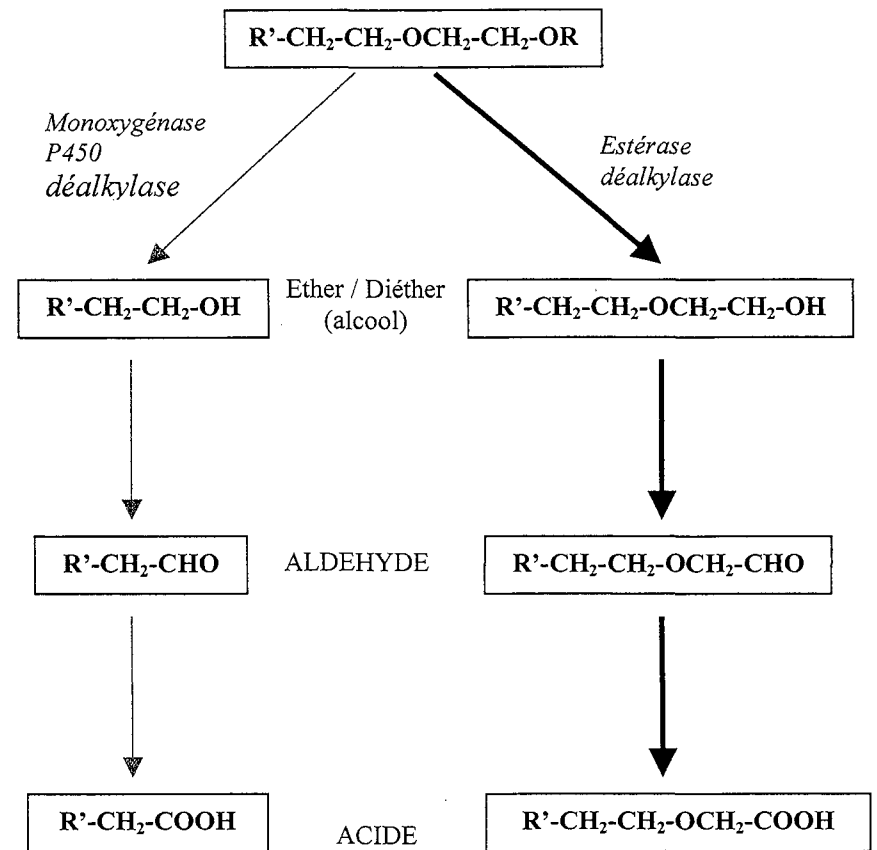 R’-CH₂-CH₂-OCH₂-CH₂-OR
Monoxygénase
P450
déalkylase
Estérase
déalkylase
R’-CH₂-CH₂-OH
Ether / Diéther
(alcool)
R’-CH₂-CH₂-OCH₂-CH₂-OH
R’-CH₂-CHO
ALDEHYDE
R’-CH₂-CH₂-OCH₂-CHO
R’-CH₂-COOH
ACIDE
R’-CH₂-CH₂-OCH₂-COOH